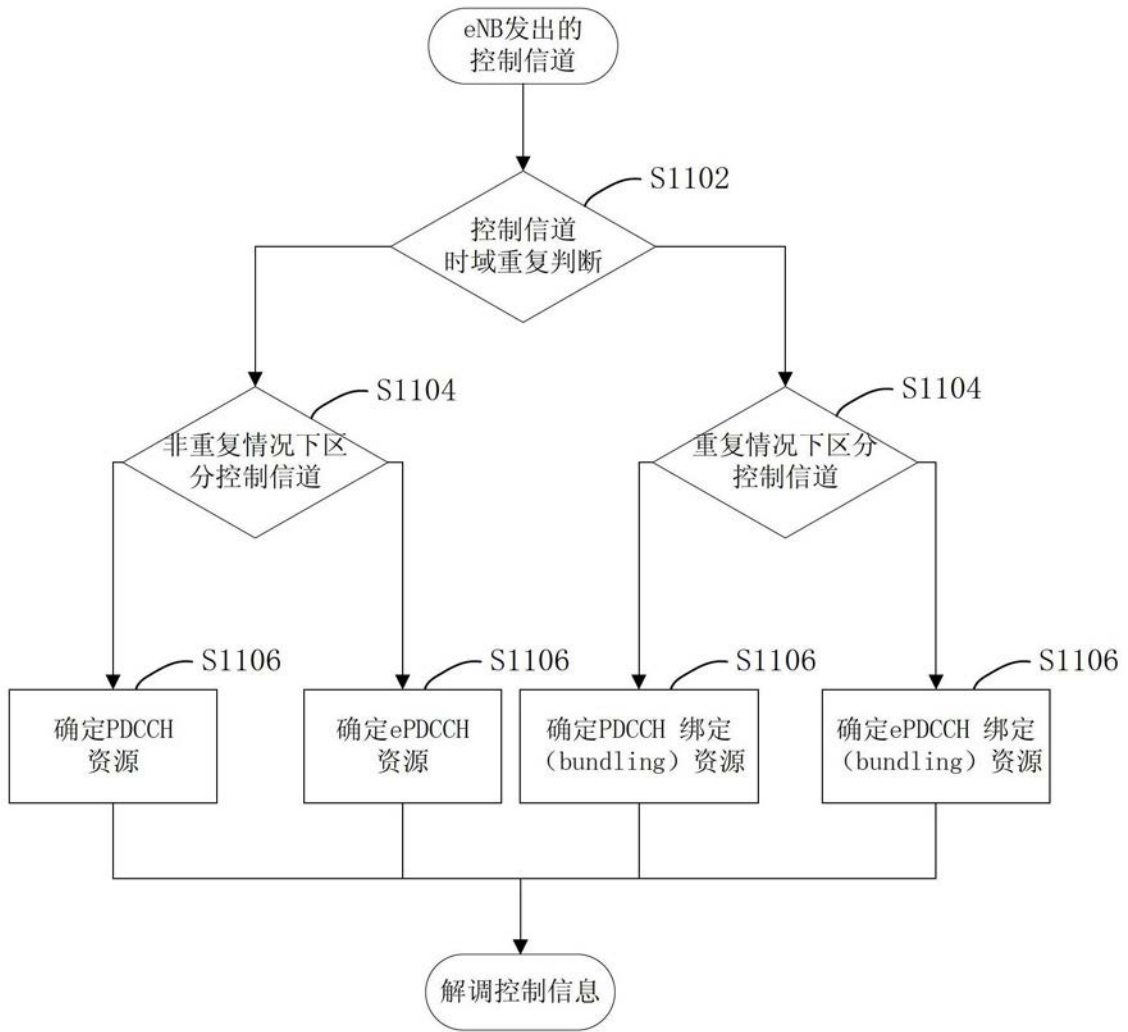 eNB发出的
控制信道
S1102
控制信道
时域重复判断
S1104
非重复情况下区
分控制信道
S1104
重复情况下区分
控制信道
S1106
确定PDCCH
资源
S1106
确定ePDCCH
资源
S1106
确定PDCCH 绑定
（bundling）资源
S1106
确定ePDCCH 绑定
（bundling）资源
解调控制信息